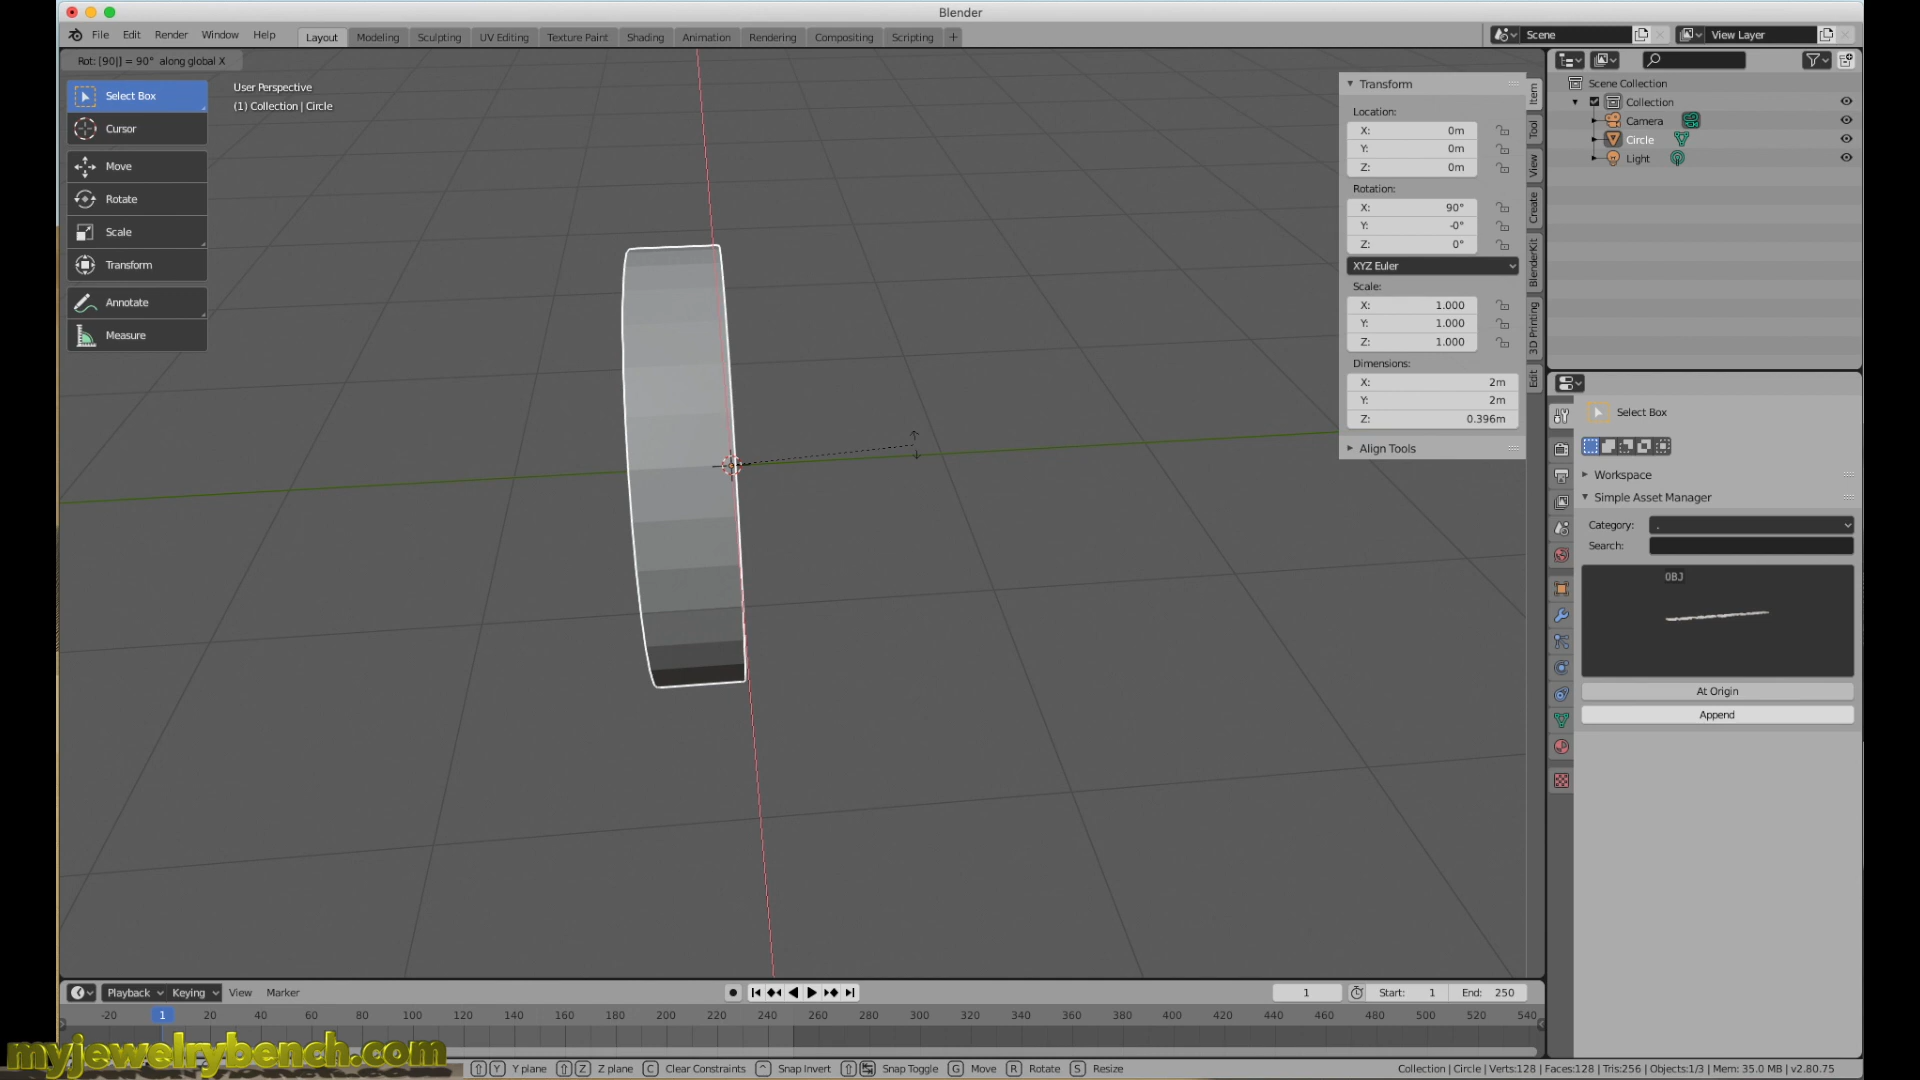 Blender
File Edit Render Window Help
Layout Modeling Sculpting UV Editing Texture Paint Shading Animation Rendering Compositing Scripting +
Scene
View Layer
Rot: [90|] = 90° along global X
User Perspective
(1) Collection | Circle
Select Box
Cursor
Move
Rotate
Scale
Transform
Annotate
Measure
Transform
Location:
X: 0m
Y: 0m
Z: 0m
Rotation:
X: 90°
Y: -0°
Z: 0°
XYZ Euler
Scale:
X: 1.000
Y: 1.000
Z: 1.000
Dimensions:
X: 2m
Y: 2m
Z: 0.396m
Align Tools
Item
Tool
View
Create
BlenderKit
3D Printing
Edit
Scene Collection
Collection
Camera
Circle
Light
Select Box
Workspace
Simple Asset Manager
Category: .
Search:
OBJ
At Origin
Append
Playback Keying View Marker
1 Start: 1 End: 250
-20 1 20 40 60 80 100 120 140 160 180 200 220 240 260 280 300 320 340 360 380 400 420 440 460 480 500 520 540
myjewelrybench.com
Y Y plane Z Z plane C Clear Constraints ^ Snap Invert Snap Toggle G Move R Rotate S Resize
Collection | Circle | Verts:128 | Faces:128 | Tris:256 | Objects:1/3 | Mem: 35.0 MB | v2.80.75